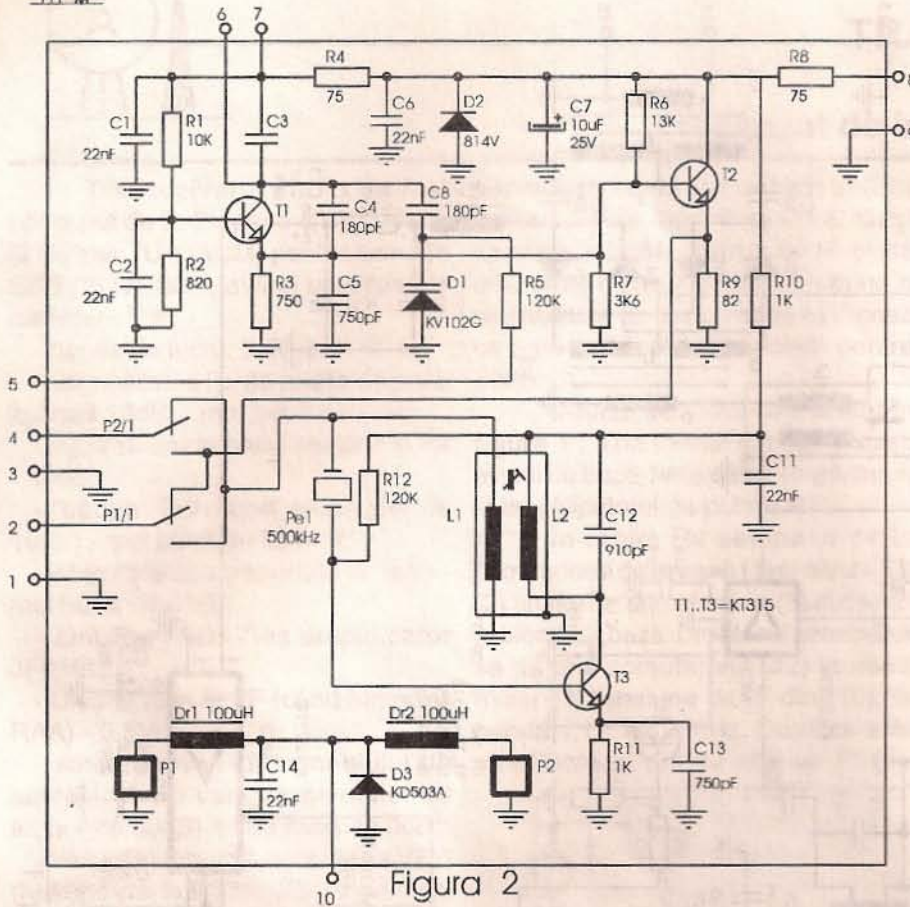 6 7
R4
75
R8
75
C1
22nF
R1
10K
C3
C6
22nF
D2
814V
C7
10uF
25V
R6
13K
T2
T1
C4
180pF
C8
180pF
C2
22nF
R2
820
R3
750
C5
750pF
D1
KV102G
R5
120K
R7
3K6
R9
82
R10
1K
5
4
P2/1
3
2
P1/1
1
R12
120K
Pe1
500kHz
L1
L2
C12
910pF
C11
22nF
T1..T3=KT315
T3
Dr1 100uH
Dr2 100uH
P1
C14
22nF
D3
KD503A
P2
R11
1K
C13
750pF
10
Figura 2